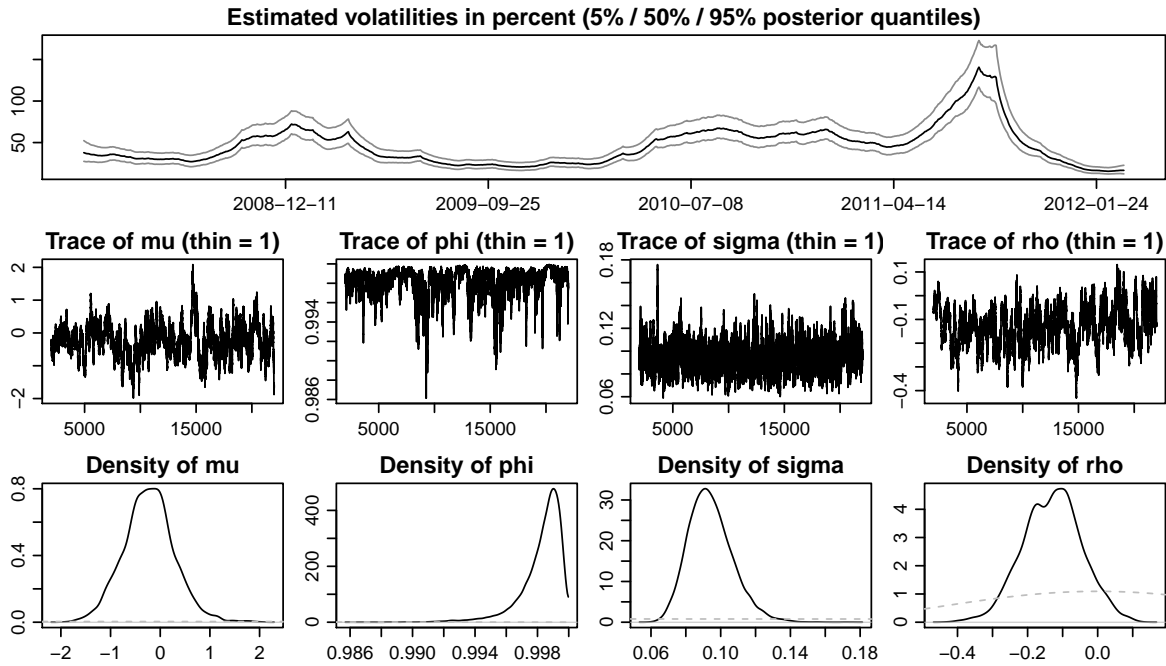 Estimated volatilities in percent (5% / 50% / 95% posterior quantiles)
100
50
2008−12−11 2009−09−25 2010−07−08 2011−04−14 2012−01−24
Trace of mu (thin = 1) Trace of phi (thin = 1) Trace of sigma (thin = 1) Trace of rho (thin = 1)
2 1 0 −2
0.994 0.986
0.18 0.12 0.06
0.1 −0.1 −0.4
5000 15000 5000 15000 5000 15000 5000 15000
Density of mu Density of phi Density of sigma Density of rho
0.8 0.4 0.0
400 200 0
30 20 10 0
4 3 2 1 0
−2 −1 0 1 2 0.986 0.990 0.994 0.998 0.06 0.10 0.14 0.18 −0.4 −0.2 0.0